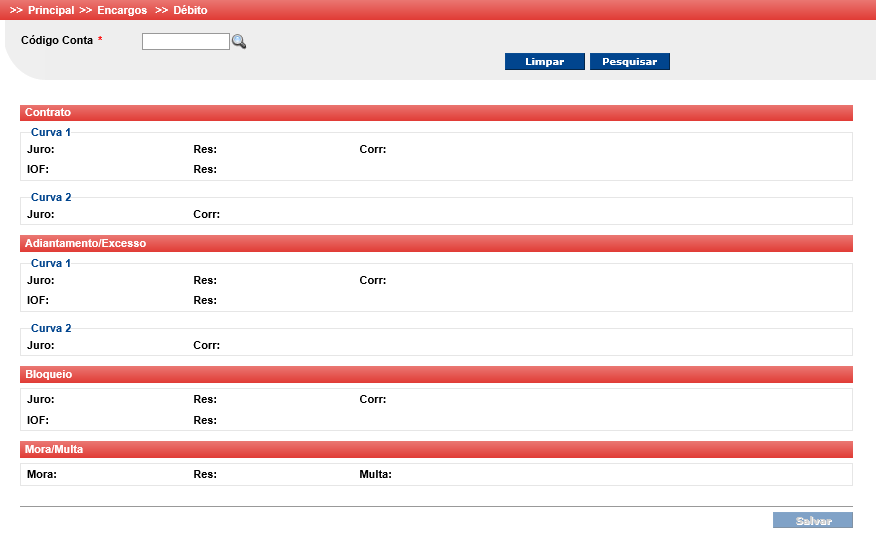 >> Principal >> Encargos >> Débito
Código Conta *
Limpar Pesquisar
Contrato
Curva 1
Juro: Res: Corr:
IOF: Res:
Curva 2
Juro: Corr:
Adiantamento/Excesso
Curva 1
Juro: Res: Corr:
IOF: Res:
Curva 2
Juro: Corr:
Bloqueio
Juro: Res: Corr:
IOF: Res:
Mora/Multa
Mora: Res: Multa:
Salvar